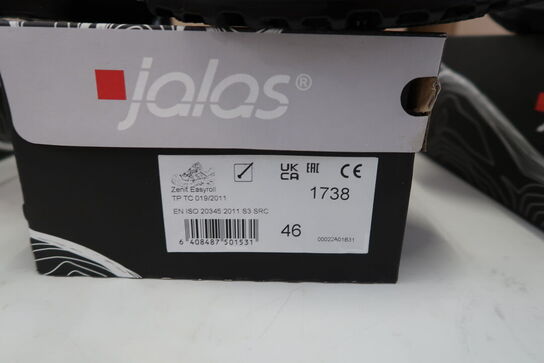 jalas®
UK CA EAC CE
Zenit Easyroll
TP TC 019/2011
1738
EN ISO 20345:2011 S3 SRC
46
6 408487 501531
00022A01831